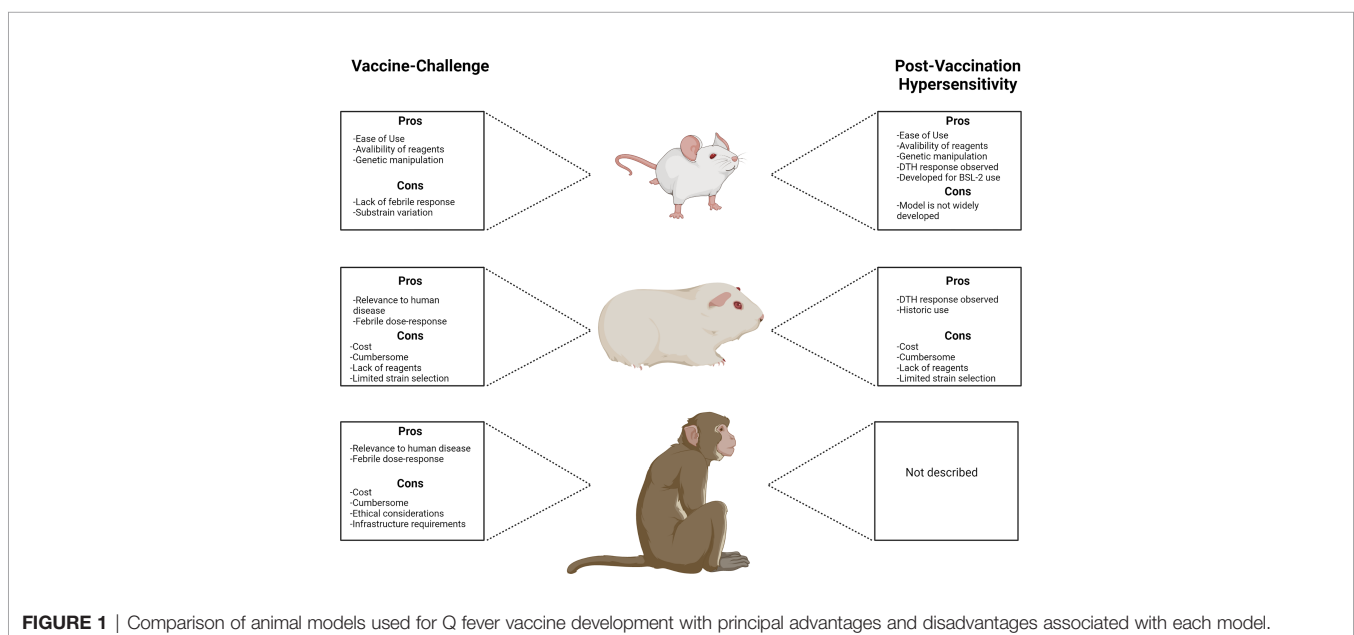 Vaccine-Challenge
Pros
-Ease of Use
-Avalibility of reagents
-Genetic manipulation
Cons
-Lack of febrile response
-Substrain variation
Post-Vaccination
Hypersensitivity
Pros
-Ease of Use
-Avalibility of reagents
-Genetic manipulation
-DTH response observed
-Developed for BSL-2 use
Cons
-Model is not widely
developed
Pros
-Relevance to human
disease
-Febrile dose-response
Cons
-Cost
-Cumbersome
-Lack of reagents
-Limited strain selection
Pros
-DTH response observed
-Historic use
Cons
-Cost
-Cumbersome
-Lack of reagents
-Limited strain selection
Pros
-Relevance to human disease
-Febrile dose-response
Cons
-Cost
-Cumbersome
-Ethical considerations
-Infrastructure requirements
Not described
FIGURE 1 | Comparison of animal models used for Q fever vaccine development with principal advantages and disadvantages associated with each model.